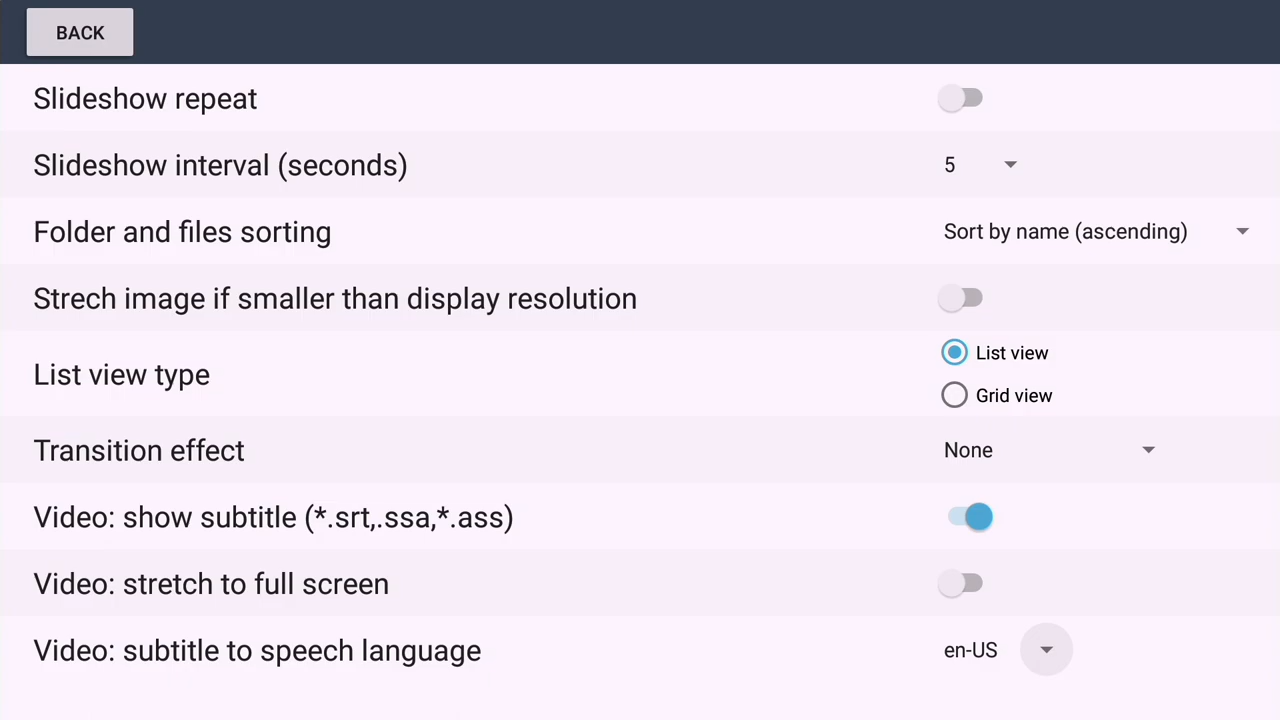 BACK
Slideshow repeat
Slideshow interval (seconds) 5
Folder and files sorting Sort by name (ascending)
Strech image if smaller than display resolution
List view type
List view
Grid view
Transition effect None
Video: show subtitle (*.srt,.ssa,*.ass)
Video: stretch to full screen
Video: subtitle to speech language en-US